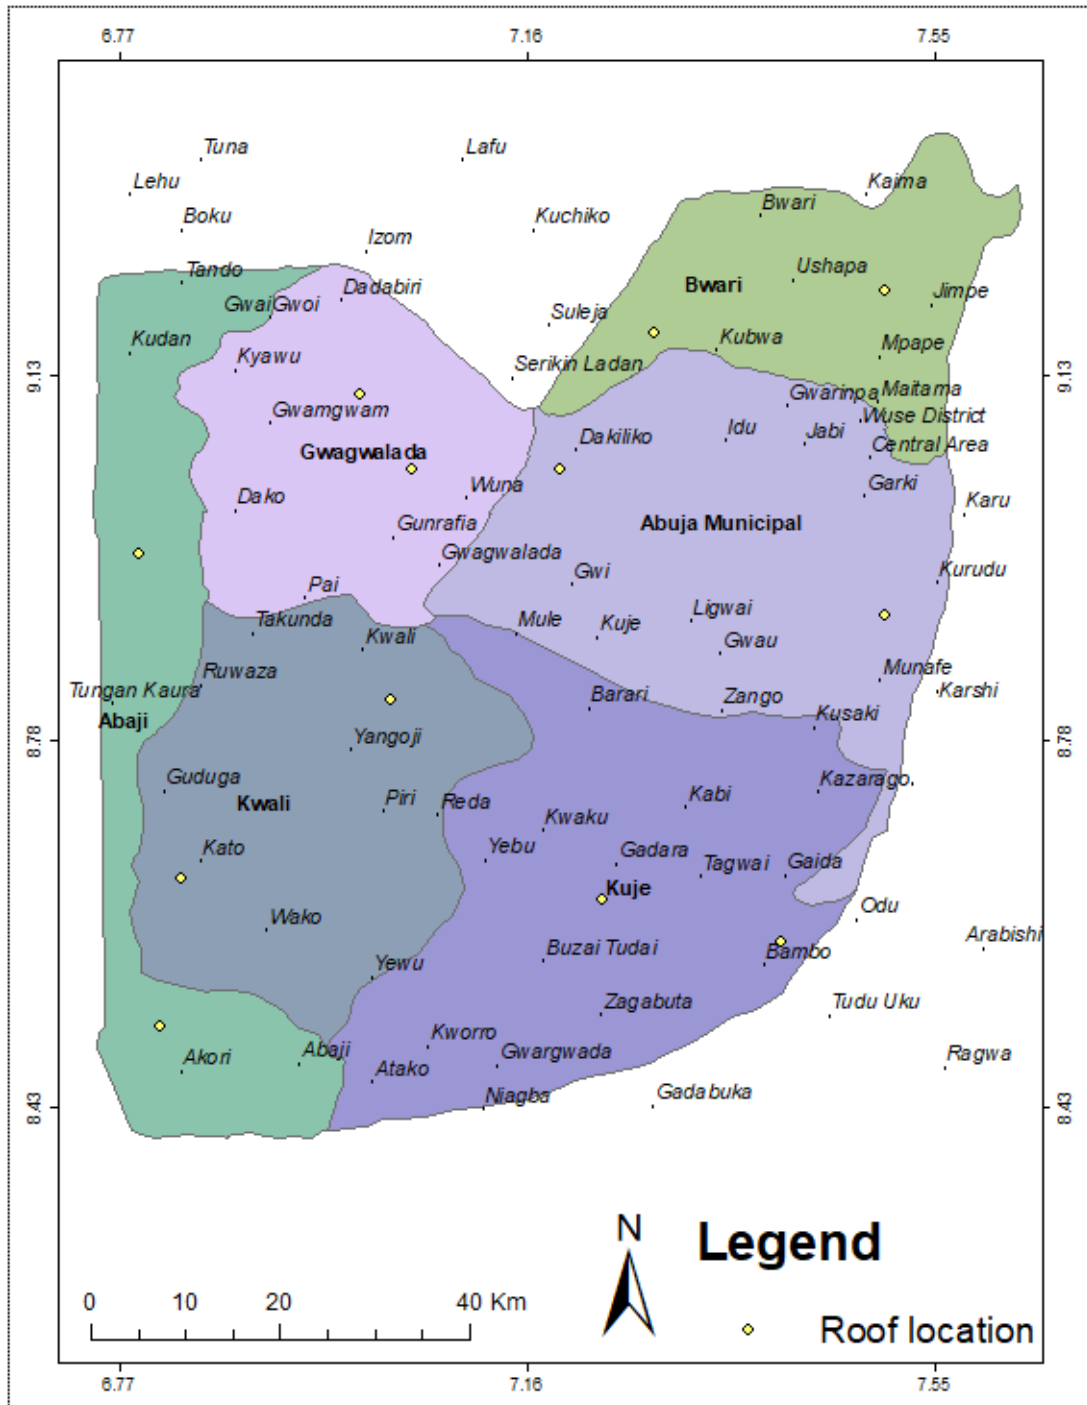 6.77 7.16 7.55
Tuna Lafu
Lehu Kaima
Boku Kuchiko Bwari
Izom
Tando Ushapa
Dadabiri Bwari Jimpe
Gwai Gwoi Suleja
Kudan Kubwa Mpape
Kyawu Serikin Ladan
9.13 9.13
Gwarinpa Maitama
Gwamgwam Wuse District
Idu Jabi
Gwagwalada Dakiliko Central Area
Dako Wuna Garki Karu
Gunrafia Abuja Municipal
Gwagwalada Gwi Kurudu
Pai
Takunda Kwali Mule Kuje Ligwai
Gwau
Ruwaza Munafe
Tungan Kaura Barari Zango Karshi
Abaji Kusaki
8.78 8.78
Yangoji
Guduga Kazarago
Kwali Piri Reda Kabi
Kwaku
Kato Yebu Gadara Tagwai Gaida
Kuje
Wako Odu
Buzai Tudai Bambo Arabishi
Yewu
Zagabuta Tudu Uku
Kworro
Akori Abaji Atako Gwargwada Ragwa
Niagba Gadabuka
8.43 8.43
N
Legend
0 10 20 40 Km
Roof location
6.77 7.16 7.55